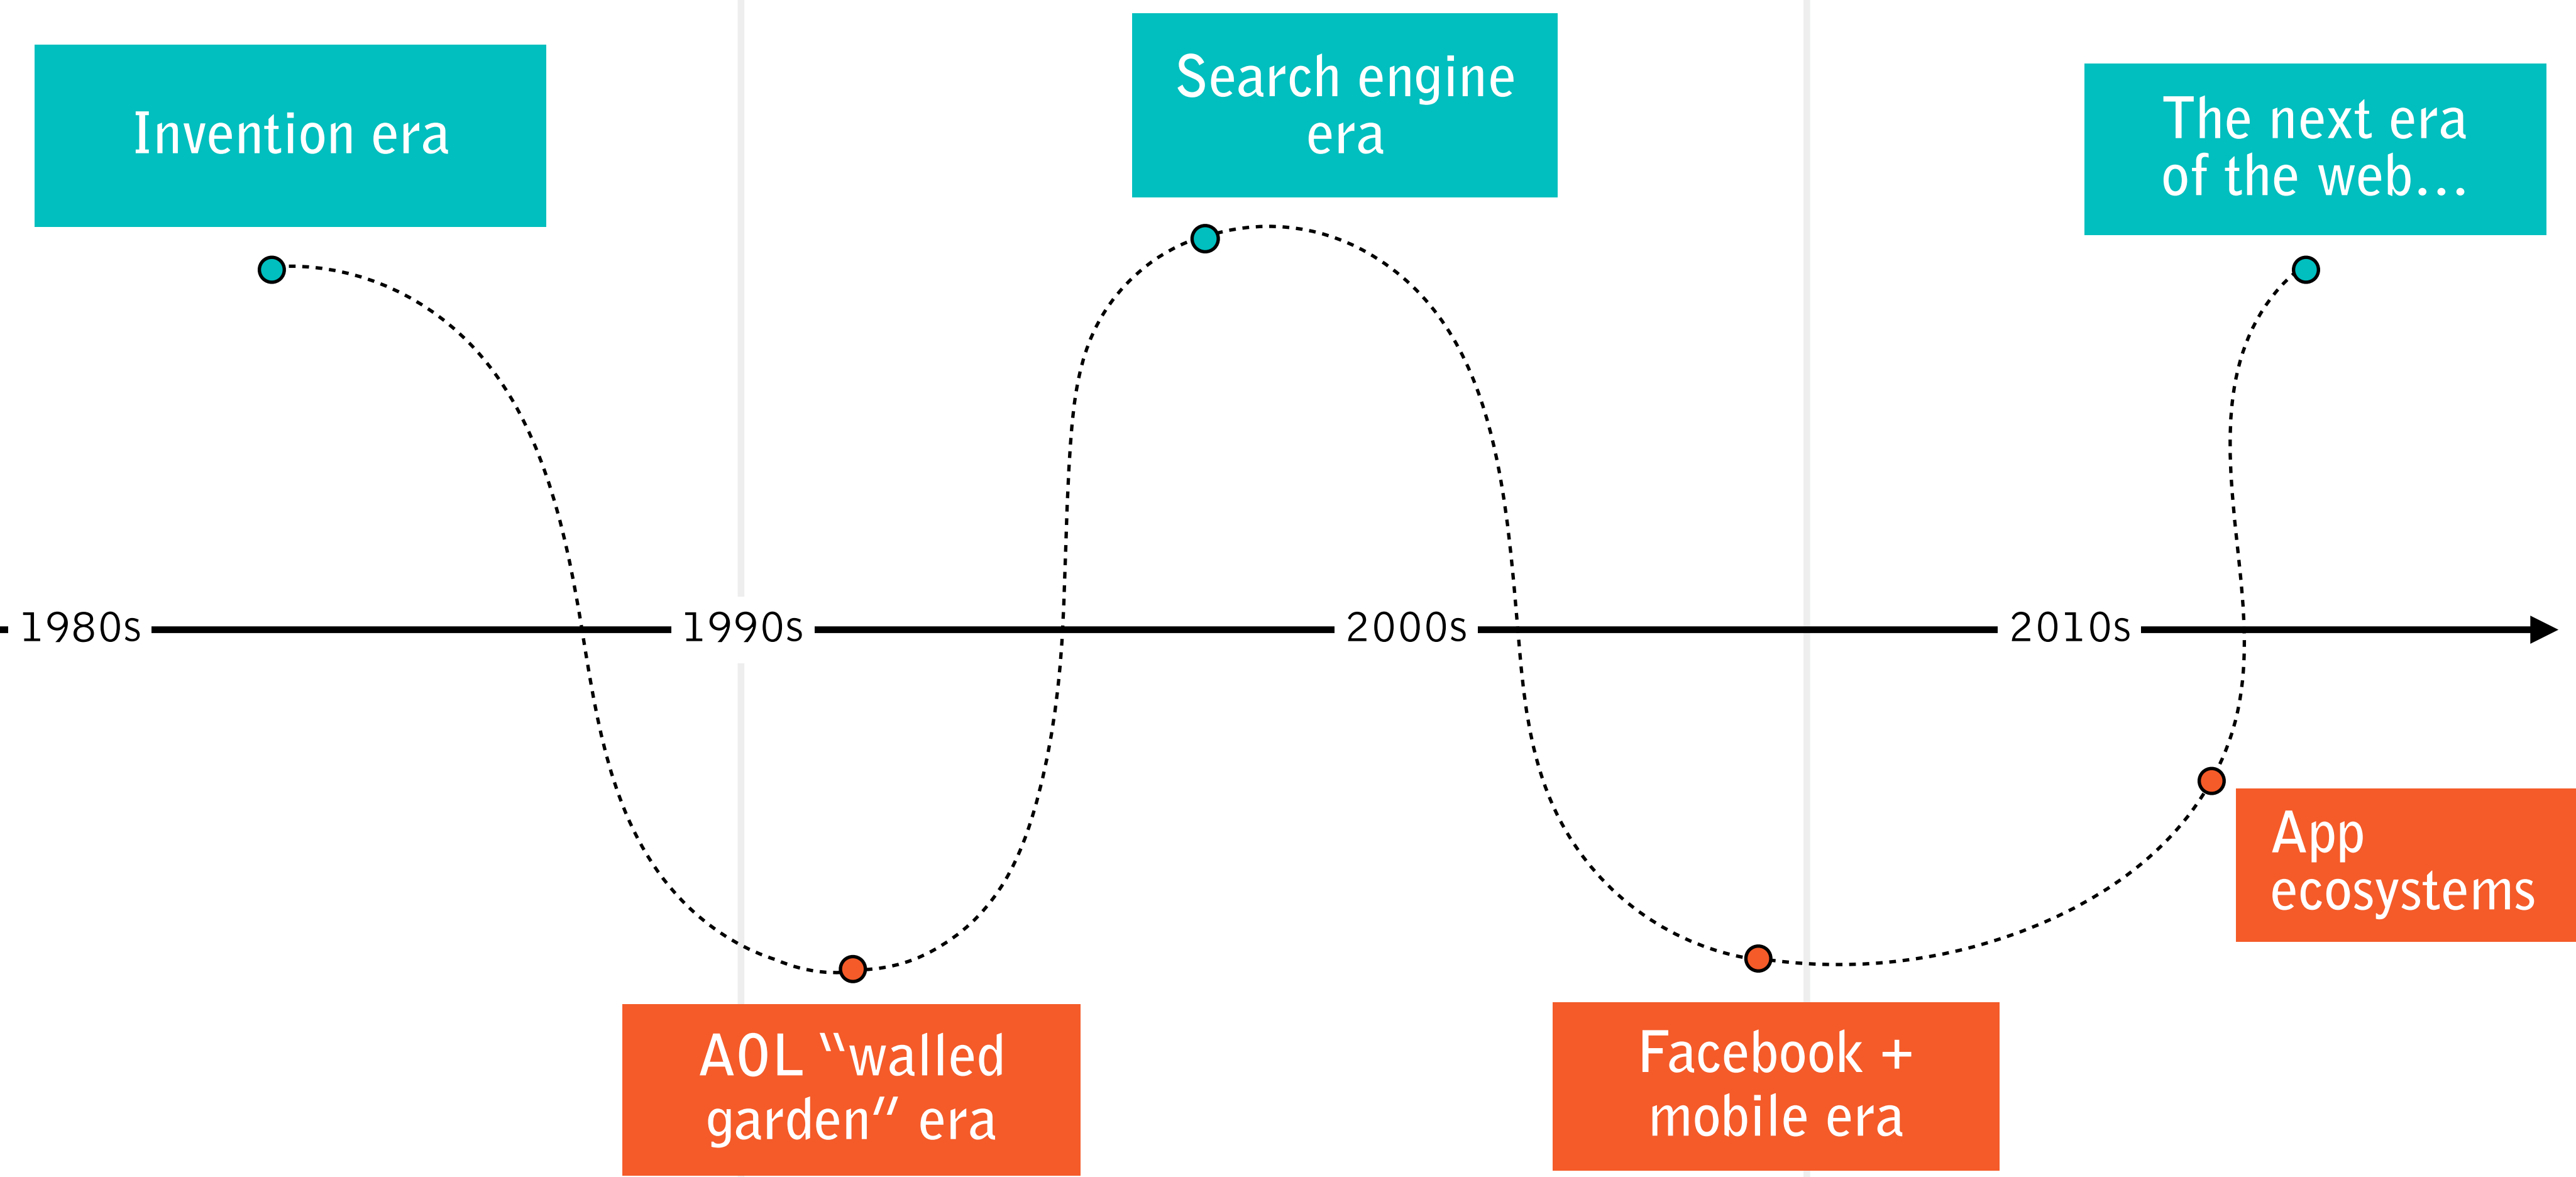 Invention era
Search engine
era
The next era
of the web...
1980s
1990s
2000s
2010s
App
ecosystems
AOL “walled
garden” era
Facebook +
mobile era